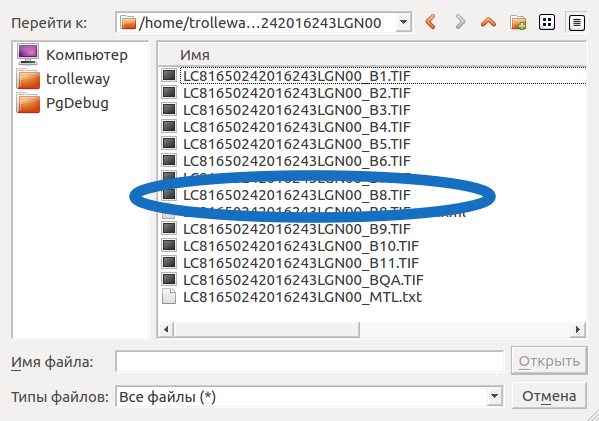 Перейти к: /home/trollewa...242016243LGN00
Компьютер
trolleway
PgDebug
Имя
LC81650242016243LGN00_B1.TIF
LC81650242016243LGN00_B2.TIF
LC81650242016243LGN00_B3.TIF
LC81650242016243LGN00_B4.TIF
LC81650242016243LGN00_B5.TIF
LC81650242016243LGN00_B6.TIF
LC81650242016243LGN00_B8.TIF
LC81650242016243LGN00_B9.TIF
LC81650242016243LGN00_B10.TIF
LC81650242016243LGN00_B11.TIF
LC81650242016243LGN00_BQA.TIF
LC81650242016243LGN00_MTL.txt
Имя файла:
Открыть
Типы файлов: Все файлы (*)
Отмена